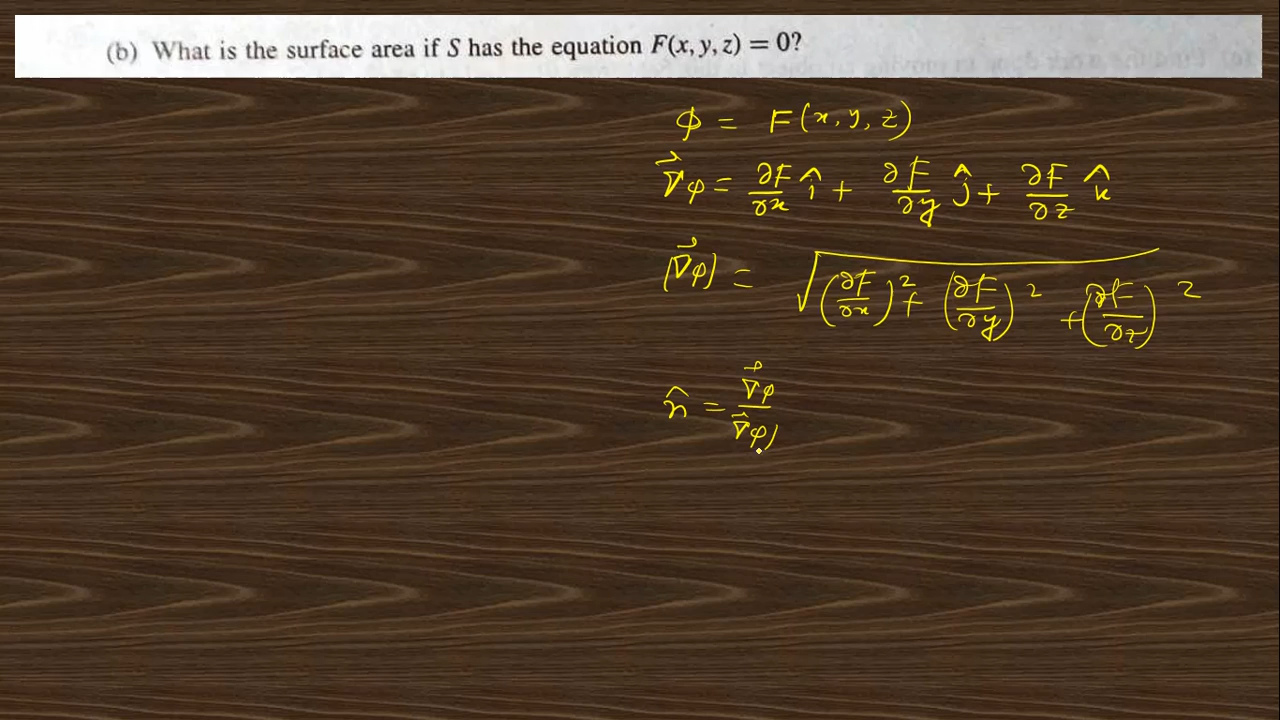 (b) What is the surface area if S has the equation F(x, y, z) = 0?
φ = F(x, y, z)
∇⃗φ = ∂F/∂x î + ∂F/∂y ĵ + ∂F/∂z k̂
|∇⃗φ| = √(∂F/∂x)² + (∂F/∂y)² + (∂F/∂z)²
n̂ = ∇⃗φ / ∇⃗φ|